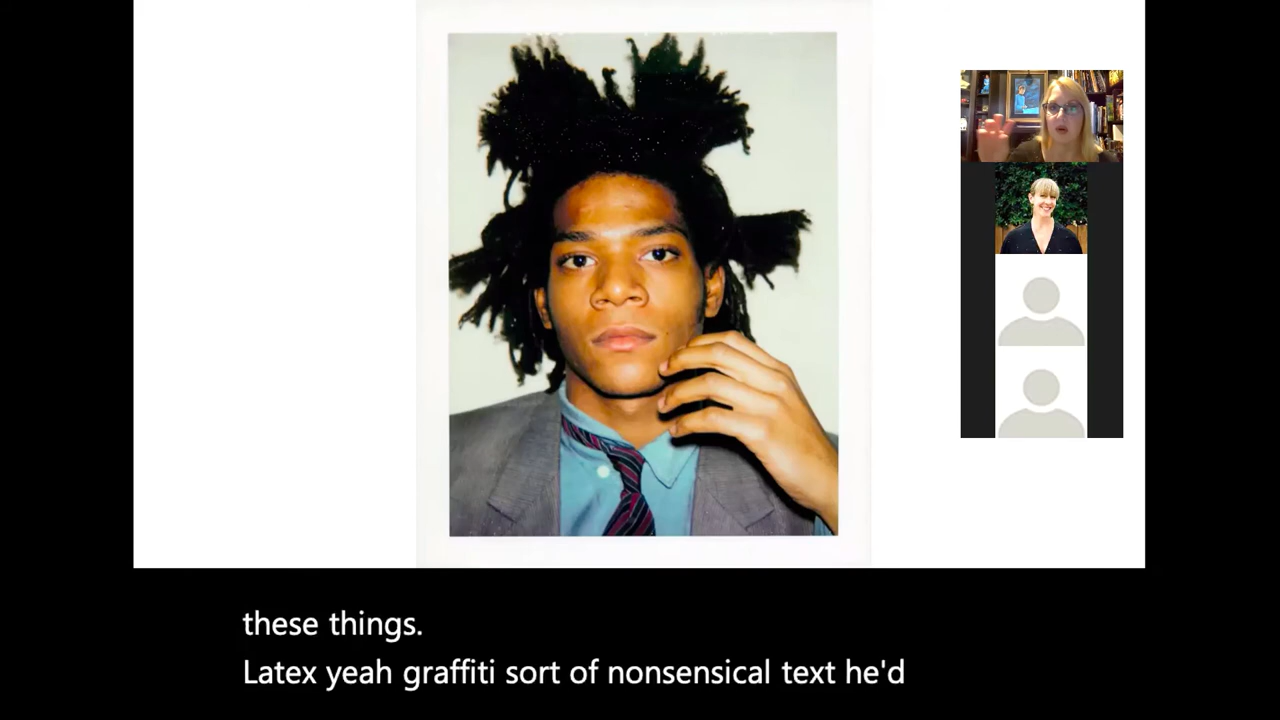 these things.
Latex yeah graffiti sort of nonsensical text he'd